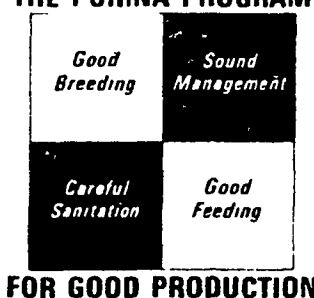 THE PURINA PROGRAM
Good
Breeding
Sound
Management
Careful
Sanitation
Good
Feeding
FOR GOOD PRODUCTION